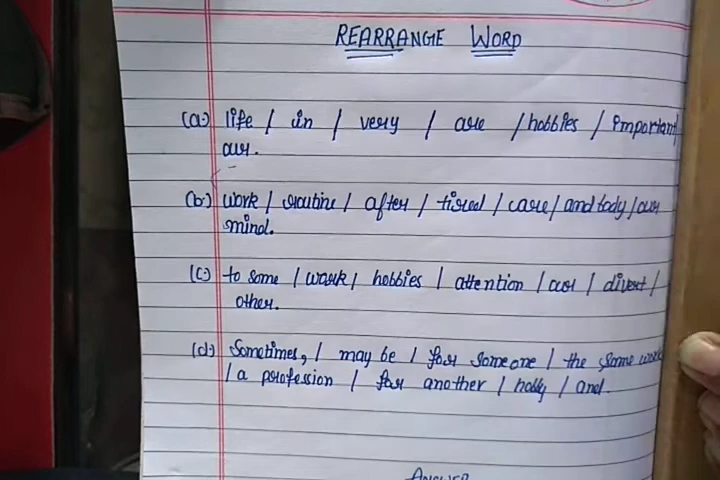 REARRANGE WORD
(a) life / in / very / are / hobbies / important
our.
(b) work / routine / after / tired / care / and body / our
mind.
(c) to some / work / hobbies / attention / our / divert /
other.
(d) Sometimes, / may be / for someone / the same work
/ a profession / for another / hobby / and.
ANSWER